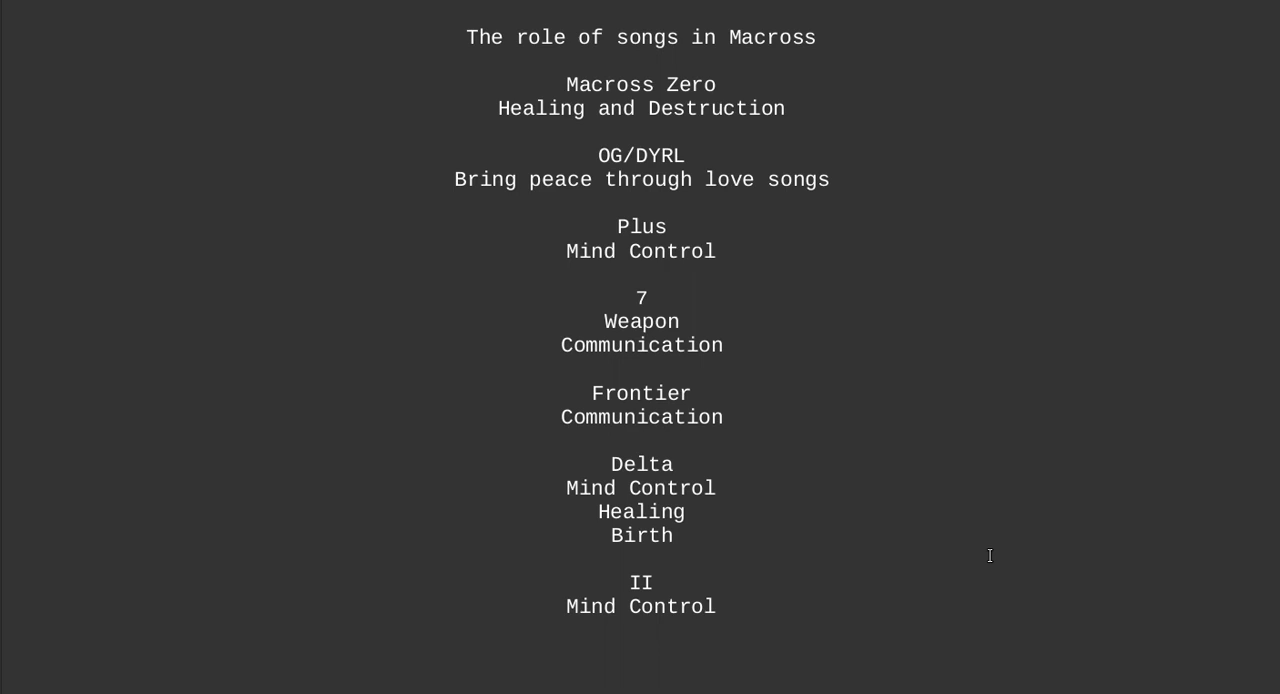 The role of songs in Macross
Macross Zero
Healing and Destruction
OG/DYRL
Bring peace through love songs
Plus
Mind Control
7
Weapon
Communication
Frontier
Communication
Delta
Mind Control
Healing
Birth
II
Mind Control